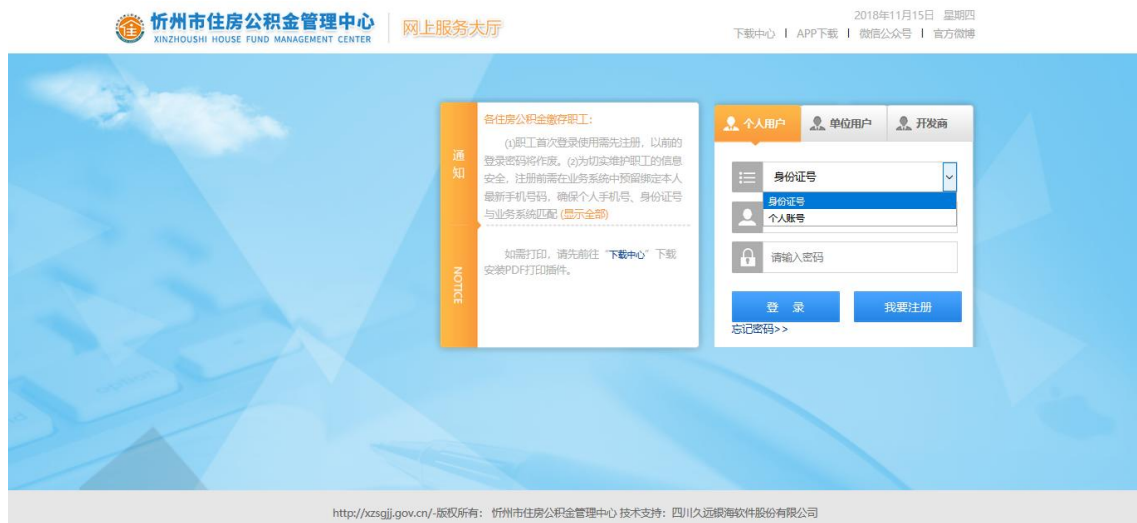 忻州市住房公积金管理中心
XINZHOUSHI HOUSE FUND MANAGEMENT CENTER
网上服务大厅
2018年11月15日 星期四
下载中心 | APP下载 | 微信公众号 | 官方微博
通知
NOTICE
各住房公积金缴存职工:
(1)职工首次登录使用需先注册,以前的
登录密码将作废。(2)为切实维护职工的信息
安全,注册前需在业务系统中预留绑定本人
最新手机号码,确保个人手机号、身份证号
与业务系统匹配 (显示全部)
如需打印,请先前往“下载中心”下载
安装PDF打印插件。
个人用户 单位用户 开发商
身份证号
身份证号
个人账号
请输入密码
登 录 我要注册
忘记密码>>
http://xzsgjj.gov.cn/-版权所有: 忻州市住房公积金管理中心 技术支持:四川久远银海软件股份有限公司